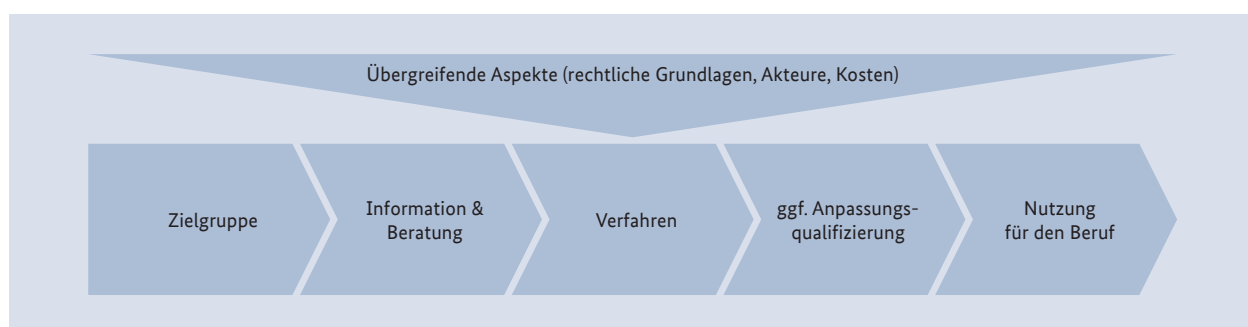 Übergreifende Aspekte (rechtliche Grundlagen, Akteure, Kosten)
Zielgruppe
Information &
Beratung
Verfahren
ggf. Anpassungs-
qualifizierung
Nutzung
für den Beruf